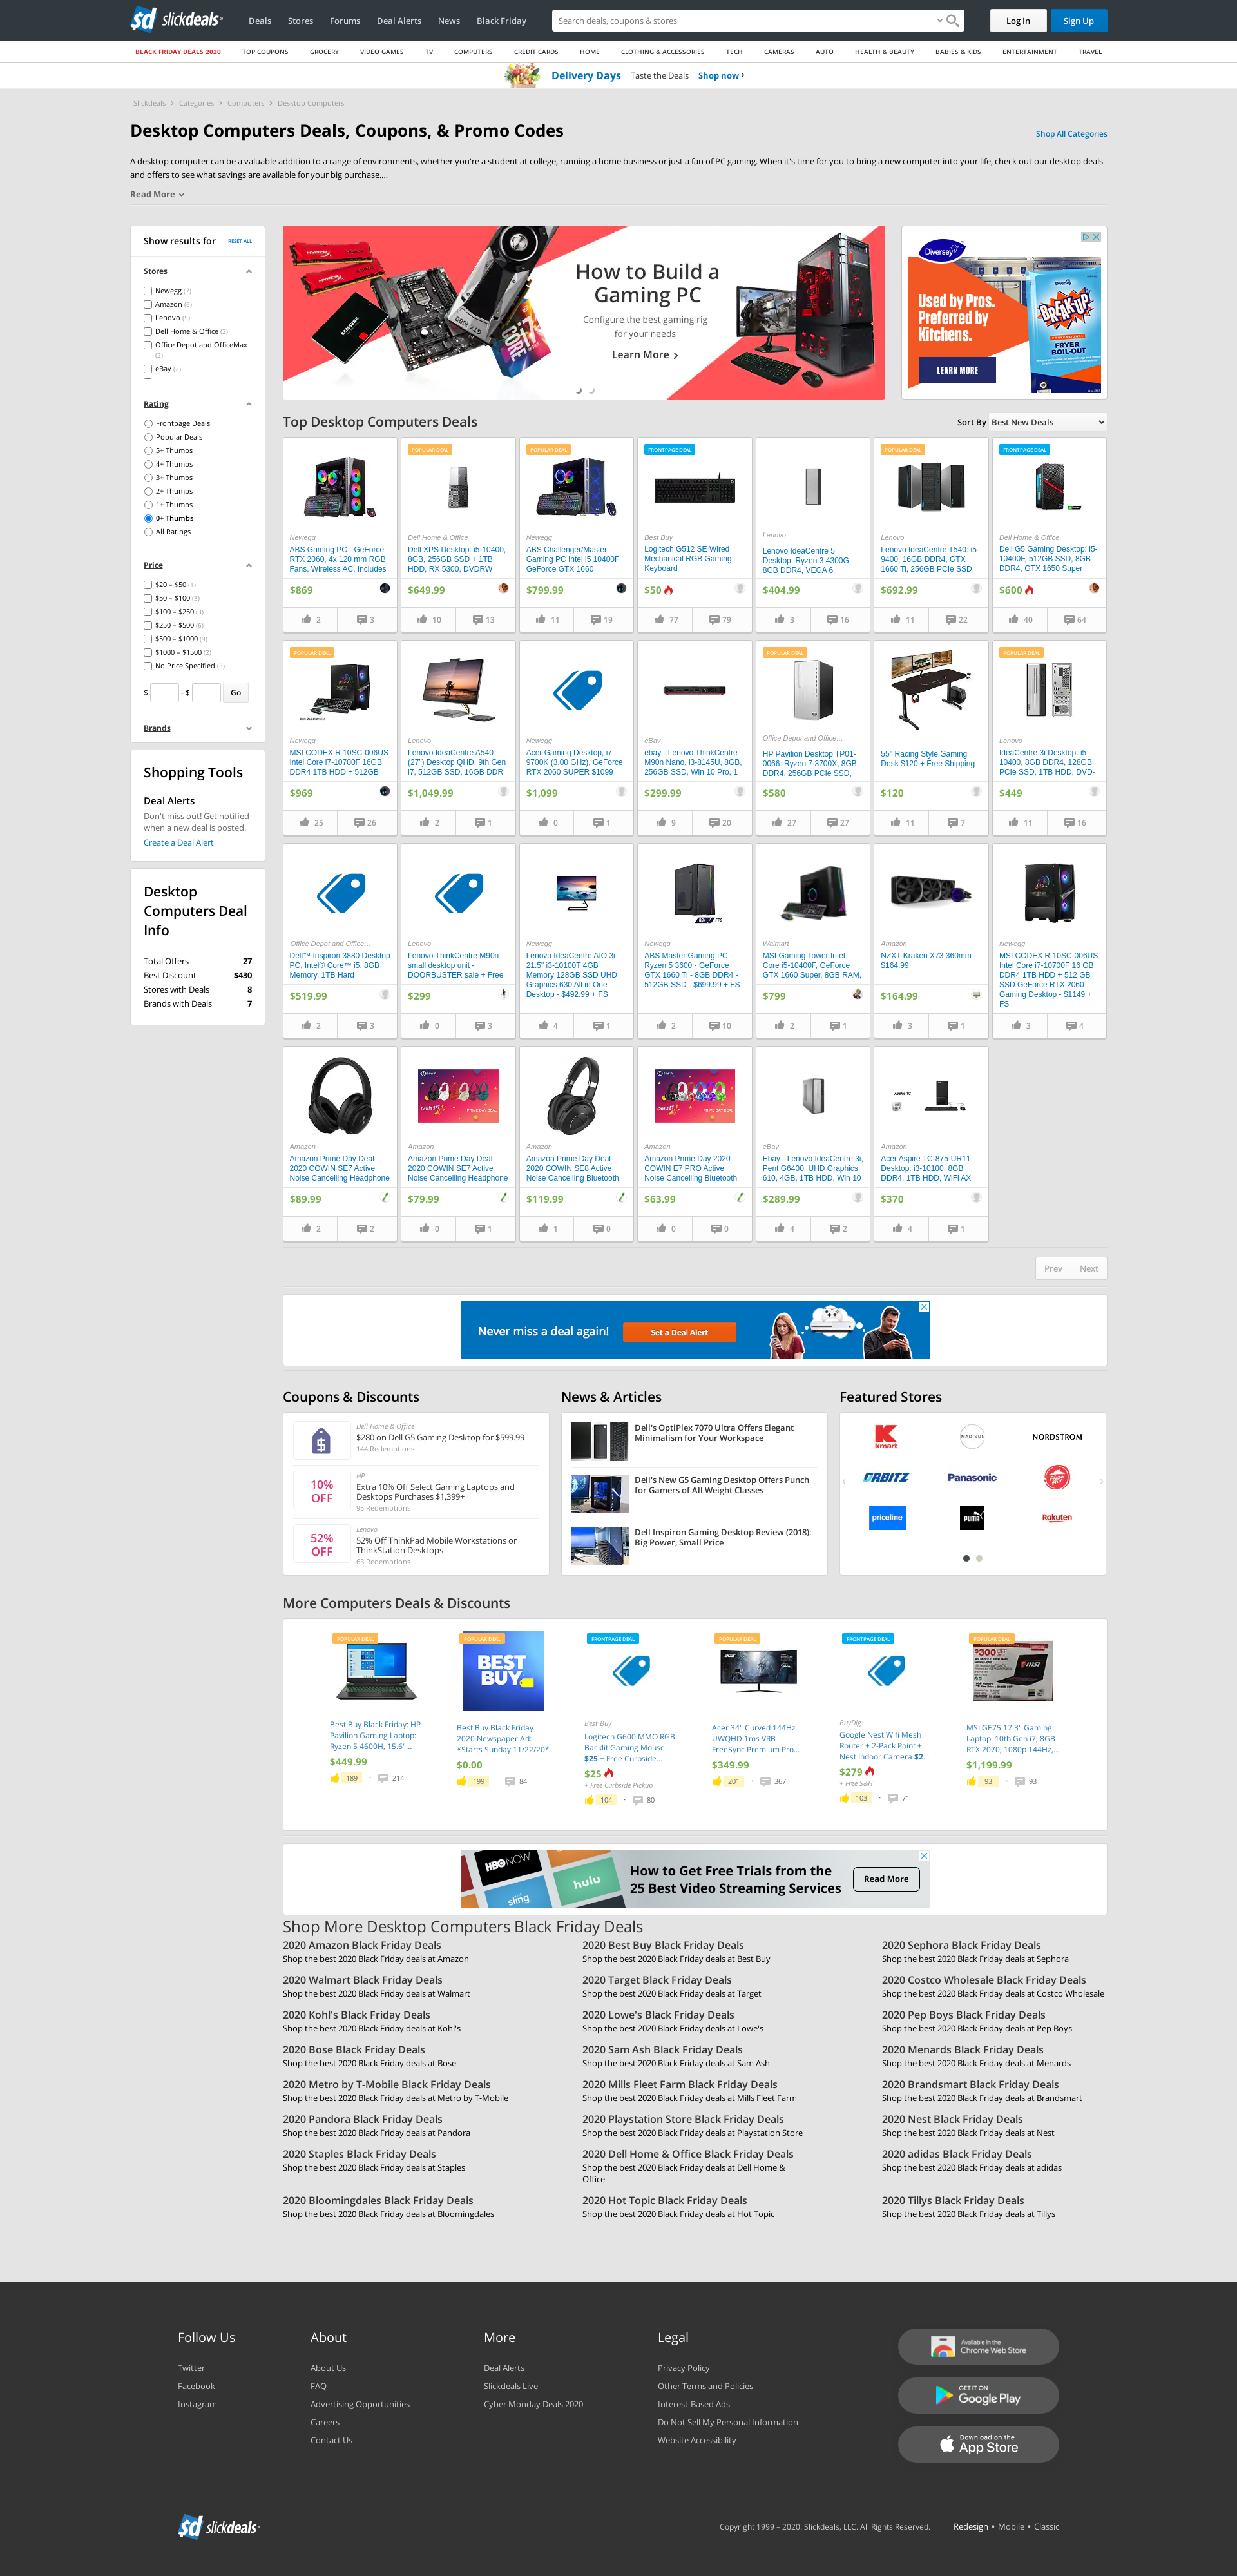 sd slickdeals
Deals Stores Forums Deal Alerts News Black Friday
Search deals, coupons & stores
Log In Sign Up
BLACK FRIDAY DEALS 2020 TOP COUPONS GROCERY VIDEO GAMES TV COMPUTERS CREDIT CARDS HOME CLOTHING & ACCESSORIES TECH CAMERAS AUTO HEALTH & BEAUTY BABIES & KIDS ENTERTAINMENT TRAVEL
Delivery Days Taste the Deals Shop now ›
Slickdeals › Categories › Computers › Desktop Computers
Desktop Computers Deals, Coupons, & Promo Codes
Shop All Categories
A desktop computer can be a valuable addition to a range of environments, whether you're a student at college, running a home business or just a fan of PC gaming. When it's time for you to bring a new computer into your life, check out our desktop deals
and offers to see what savings are available for your big purchase....
Read More
Show results for RESET ALL
Stores
Newegg (7)
Amazon (6)
Lenovo (5)
Dell Home & Office (2)
Office Depot and OfficeMax
(2)
eBay (2)
Rating
Frontpage Deals
Popular Deals
5+ Thumbs
4+ Thumbs
3+ Thumbs
2+ Thumbs
1+ Thumbs
0+ Thumbs
All Ratings
Price
$20 – $50 (1)
$50 – $100 (3)
$100 – $250 (3)
$250 – $500 (6)
$500 – $1000 (9)
$1000 – $1500 (2)
No Price Specified (3)
$ - $ Go
Brands
Shopping Tools
Deal Alerts
Don't miss out! Get notified
when a new deal is posted.
Create a Deal Alert
Desktop
Computers Deal
Info
Total Offers 27
Best Discount $430
Stores with Deals 8
Brands with Deals 7
How to Build a
Gaming PC
Configure the best gaming rig
for your needs
Learn More ›
SAMSUNG
CORE i7
Diversey
Used by Pros.
Preferred by
Kitchens.
LEARN MORE
BREAKUP
FRYER
BOIL-OUT
Top Desktop Computers Deals
Sort By Best New Deals
Newegg
ABS Gaming PC - GeForce
RTX 2060, 4x 120 mm RGB
Fans, Wireless AC, Includes
$869
2 3
POPULAR DEAL
Dell Home & Office
Dell XPS Desktop: i5-10400,
8GB, 256GB SSD + 1TB
HDD, RX 5300, DVDRW
$649.99
10 13
POPULAR DEAL
Newegg
ABS Challenger/Master
Gaming PC Intel i5 10400F
GeForce GTX 1660
$799.99
11 19
FRONTPAGE DEAL
Best Buy
Logitech G512 SE Wired
Mechanical RGB Gaming
Keyboard
$50
77 79
Lenovo
Lenovo IdeaCentre 5
Desktop: Ryzen 3 4300G,
8GB DDR4, VEGA 6
$404.99
3 16
POPULAR DEAL
Lenovo
Lenovo IdeaCentre T540: i5-
9400, 16GB DDR4, GTX
1660 Ti, 256GB PCIe SSD,
$692.99
11 22
FRONTPAGE DEAL
Dell Home & Office
Dell G5 Gaming Desktop: i5-
10400F, 512GB SSD, 8GB
DDR4, GTX 1650 Super
$600
40 64
POPULAR DEAL
Newegg
MSI CODEX R 10SC-006US
Intel Core i7-10700F 16GB
DDR4 1TB HDD + 512GB
$969
25 26
Lenovo
Lenovo IdeaCentre A540
(27") Desktop QHD, 9th Gen
i7, 512GB SSD, 16GB DDR
$1,049.99
2 1
Newegg
Acer Gaming Desktop, i7
9700K (3.00 GHz), GeForce
RTX 2060 SUPER $1099
$1,099
0 1
eBay
ebay - Lenovo ThinkCentre
M90n Nano, i3-8145U, 8GB,
256GB SSD, Win 10 Pro, 1
$299.99
9 20
POPULAR DEAL
Office Depot and Office...
HP Pavilion Desktop TP01-
0066: Ryzen 7 3700X, 8GB
DDR4, 256GB PCIe SSD,
$580
27 27
55" Racing Style Gaming
Desk $120 + Free Shipping
$120
11 7
POPULAR DEAL
Lenovo
IdeaCentre 3i Desktop: i5-
10400, 8GB DDR4, 128GB
PCIe SSD, 1TB HDD, DVD-
$449
11 16
Office Depot and Office...
Dell™ Inspiron 3880 Desktop
PC, Intel® Core™ i5, 8GB
Memory, 1TB Hard
$519.99
2 3
Lenovo
Lenovo ThinkCentre M90n
small desktop unit -
DOORBUSTER sale + Free
$299
0 3
Newegg
Lenovo IdeaCentre AIO 3i
21.5" i3-10100T 4GB
Memory 128GB SSD UHD
Graphics 630 All in One
Desktop - $492.99 + FS
4 1
Newegg
ABS Master Gaming PC -
Ryzen 5 3600 - GeForce
GTX 1660 Ti - 8GB DDR4 -
512GB SSD - $699.99 + FS
2 10
Walmart
MSI Gaming Tower Intel
Core i5-10400F, GeForce
GTX 1660 Super, 8GB RAM,
$799
2 1
Amazon
NZXT Kraken X73 360mm -
$164.99
$164.99
3 1
Newegg
MSI CODEX R 10SC-006US
Intel Core i7-10700F 16 GB
DDR4 1TB HDD + 512 GB
SSD GeForce RTX 2060
Gaming Desktop - $1149 +
FS
3 4
Amazon
Amazon Prime Day Deal
2020 COWIN SE7 Active
Noise Cancelling Headphone
$89.99
2 2
Amazon
Amazon Prime Day Deal
2020 COWIN SE7 Active
Noise Cancelling Headphone
$79.99
0 1
Amazon
Amazon Prime Day Deal
2020 COWIN SE8 Active
Noise Cancelling Bluetooth
$119.99
1 0
Amazon
Amazon Prime Day 2020
COWIN E7 PRO Active
Noise Cancelling Bluetooth
$63.99
0 0
eBay
Ebay - Lenovo IdeaCentre 3i,
Pent G6400, UHD Graphics
610, 4GB, 1TB HDD, Win 10
$289.99
4 2
Aspire TC
Amazon
Acer Aspire TC-875-UR11
Desktop: i3-10100, 8GB
DDR4, 1TB HDD, WiFi AX
$370
4 1
Prev Next
Never miss a deal again! Set a Deal Alert
Coupons & Discounts
Dell Home & Office
$280 on Dell G5 Gaming Desktop for $599.99
144 Redemptions
10%
OFF
HP
Extra 10% Off Select Gaming Laptops and
Desktops Purchases $1,399+
95 Redemptions
52%
OFF
Lenovo
52% Off ThinkPad Mobile Workstations or
ThinkStation Desktops
63 Redemptions
News & Articles
Dell's OptiPlex 7070 Ultra Offers Elegant
Minimalism for Your Workspace
Dell's New G5 Gaming Desktop Offers Punch
for Gamers of All Weight Classes
Dell Inspiron Gaming Desktop Review (2018):
Big Power, Small Price
Featured Stores
kmart MADISON NORDSTROM
ORBITZ Panasonic
priceline PUMA Rakuten
More Computers Deals & Discounts
POPULAR DEAL
Best Buy Black Friday: HP
Pavilion Gaming Laptop:
Ryzen 5 4600H, 15.6"...
$449.99
189 • 214
POPULAR DEAL
BEST
BUY
Best Buy Black Friday
2020 Newspaper Ad:
*Starts Sunday 11/22/20*
$0.00
199 • 84
FRONTPAGE DEAL
Best Buy
Logitech G600 MMO RGB
Backlit Gaming Mouse
$25 + Free Curbside...
$25
+ Free Curbside Pickup
104 • 80
POPULAR DEAL
Acer 34" Curved 144Hz
UWQHD 1ms VRB
FreeSync Premium Pro...
$349.99
201 • 367
FRONTPAGE DEAL
BuyDig
Google Nest Wifi Mesh
Router + 2-Pack Point +
Nest Indoor Camera $2...
$279
+ Free S&H
103 • 71
POPULAR DEAL
$300 OFF
msi
MSI GE75 17.3" Gaming
Laptop: 10th Gen i7, 8GB
RTX 2070, 1080p 144Hz,...
$1,199.99
93 • 93
HBO NOW
sling
hulu
How to Get Free Trials from the
25 Best Video Streaming Services
Read More
Shop More Desktop Computers Black Friday Deals
2020 Amazon Black Friday Deals
Shop the best 2020 Black Friday deals at Amazon
2020 Best Buy Black Friday Deals
Shop the best 2020 Black Friday deals at Best Buy
2020 Sephora Black Friday Deals
Shop the best 2020 Black Friday deals at Sephora
2020 Walmart Black Friday Deals
Shop the best 2020 Black Friday deals at Walmart
2020 Target Black Friday Deals
Shop the best 2020 Black Friday deals at Target
2020 Costco Wholesale Black Friday Deals
Shop the best 2020 Black Friday deals at Costco Wholesale
2020 Kohl's Black Friday Deals
Shop the best 2020 Black Friday deals at Kohl's
2020 Lowe's Black Friday Deals
Shop the best 2020 Black Friday deals at Lowe's
2020 Pep Boys Black Friday Deals
Shop the best 2020 Black Friday deals at Pep Boys
2020 Bose Black Friday Deals
Shop the best 2020 Black Friday deals at Bose
2020 Sam Ash Black Friday Deals
Shop the best 2020 Black Friday deals at Sam Ash
2020 Menards Black Friday Deals
Shop the best 2020 Black Friday deals at Menards
2020 Metro by T-Mobile Black Friday Deals
Shop the best 2020 Black Friday deals at Metro by T-Mobile
2020 Mills Fleet Farm Black Friday Deals
Shop the best 2020 Black Friday deals at Mills Fleet Farm
2020 Brandsmart Black Friday Deals
Shop the best 2020 Black Friday deals at Brandsmart
2020 Pandora Black Friday Deals
Shop the best 2020 Black Friday deals at Pandora
2020 Playstation Store Black Friday Deals
Shop the best 2020 Black Friday deals at Playstation Store
2020 Nest Black Friday Deals
Shop the best 2020 Black Friday deals at Nest
2020 Staples Black Friday Deals
Shop the best 2020 Black Friday deals at Staples
2020 Dell Home & Office Black Friday Deals
Shop the best 2020 Black Friday deals at Dell Home &
Office
2020 adidas Black Friday Deals
Shop the best 2020 Black Friday deals at adidas
2020 Bloomingdales Black Friday Deals
Shop the best 2020 Black Friday deals at Bloomingdales
2020 Hot Topic Black Friday Deals
Shop the best 2020 Black Friday deals at Hot Topic
2020 Tillys Black Friday Deals
Shop the best 2020 Black Friday deals at Tillys
Follow Us
Twitter
Facebook
Instagram
About
About Us
FAQ
Advertising Opportunities
Careers
Contact Us
More
Deal Alerts
Slickdeals Live
Cyber Monday Deals 2020
Legal
Privacy Policy
Other Terms and Policies
Interest-Based Ads
Do Not Sell My Personal Information
Website Accessibility
Available in the
Chrome Web Store
GET IT ON
Google Play
Download on the
App Store
sd slickdeals
Copyright 1999 – 2020. Slickdeals, LLC. All Rights Reserved. Redesign • Mobile • Classic